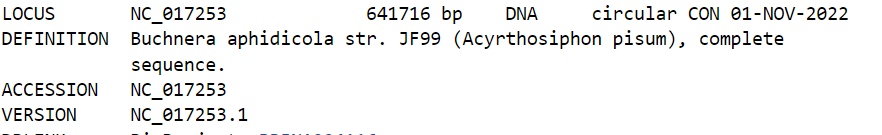 LOCUS       NC_017253             641716 bp    DNA     circular CON 01-NOV-2022
DEFINITION  Buchnera aphidicola str. JF99 (Acyrthosiphon pisum), complete
            sequence.
ACCESSION   NC_017253
VERSION     NC_017253.1